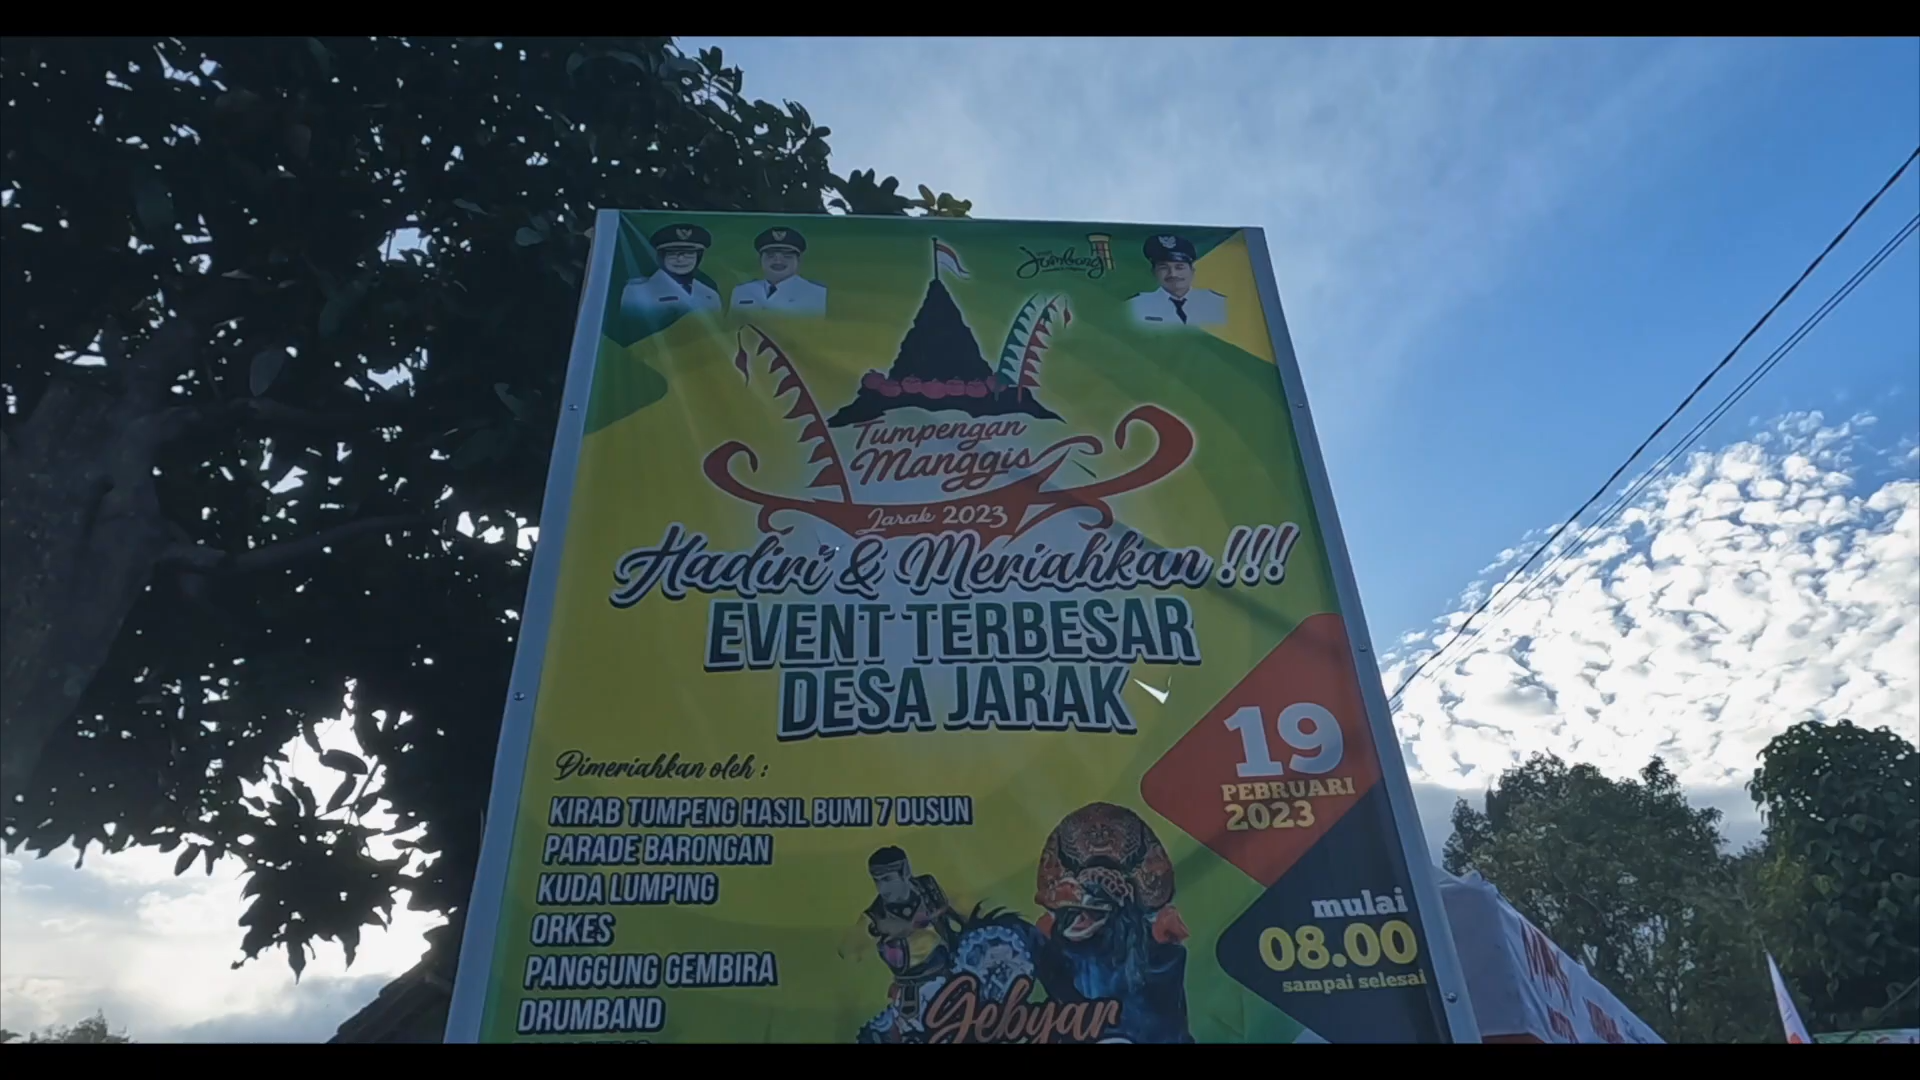 Jombang
Tumpengan
Manggis
Jarak 2023
Hadiri & Meriahkan !!!
EVENT TERBESAR
DESA JARAK
19
PEBRUARI
2023
Dimeriahkan oleh :
KIRAB TUMPENG HASIL BUMI 7 DUSUN
PARADE BARONGAN
KUDA LUMPING
ORKES
PANGGUNG GEMBIRA
DRUMBAND
mulai
08.00
sampai selesai
Gebyar